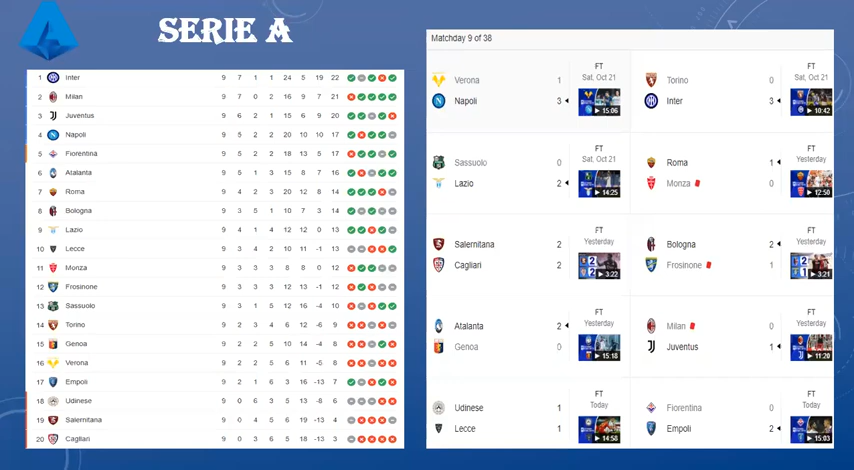 SERIE A
1 Inter 9 7 1 1 24 5 19 22
2 Milan 9 7 0 2 16 9 7 21
3 Juventus 9 6 2 1 15 6 9 20
4 Napoli 9 5 2 2 20 10 10 17
5 Fiorentina 9 5 2 2 18 13 5 17
6 Atalanta 9 5 1 3 15 8 7 16
7 Roma 9 4 2 3 20 12 8 14
8 Bologna 9 3 5 1 10 7 3 14
9 Lazio 9 4 1 4 12 12 0 13
10 Lecce 9 3 4 2 10 11 -1 13
11 Monza 9 3 3 3 8 8 0 12
12 Frosinone 9 3 3 3 12 13 -1 12
13 Sassuolo 9 3 1 5 12 16 -4 10
14 Torino 9 2 3 4 6 12 -6 9
15 Genoa 9 2 2 5 10 14 -4 8
16 Verona 9 2 2 5 6 11 -5 8
17 Empoli 9 2 1 6 3 16 -13 7
18 Udinese 9 0 6 3 5 13 -8 6
19 Salernitana 9 0 4 5 6 19 -13 4
20 Cagliari 9 0 3 6 5 18 -13 3
Matchday 9 of 38
FT
Sat, Oct 21
Verona 1
Napoli 3
15:06
FT
Sat, Oct 21
Torino 0
Inter 3
10:42
FT
Sat, Oct 21
Sassuolo 0
Lazio 2
14:25
FT
Yesterday
Roma 1
Monza 0
12:50
FT
Yesterday
Salernitana 2
Cagliari 2
3:22
FT
Yesterday
Bologna 2
Frosinone 1
3:21
FT
Yesterday
Atalanta 2
Genoa 0
15:18
FT
Yesterday
Milan 0
Juventus 1
11:20
FT
Today
Udinese 1
Lecce 1
14:58
FT
Today
Fiorentina 0
Empoli 2
15:03